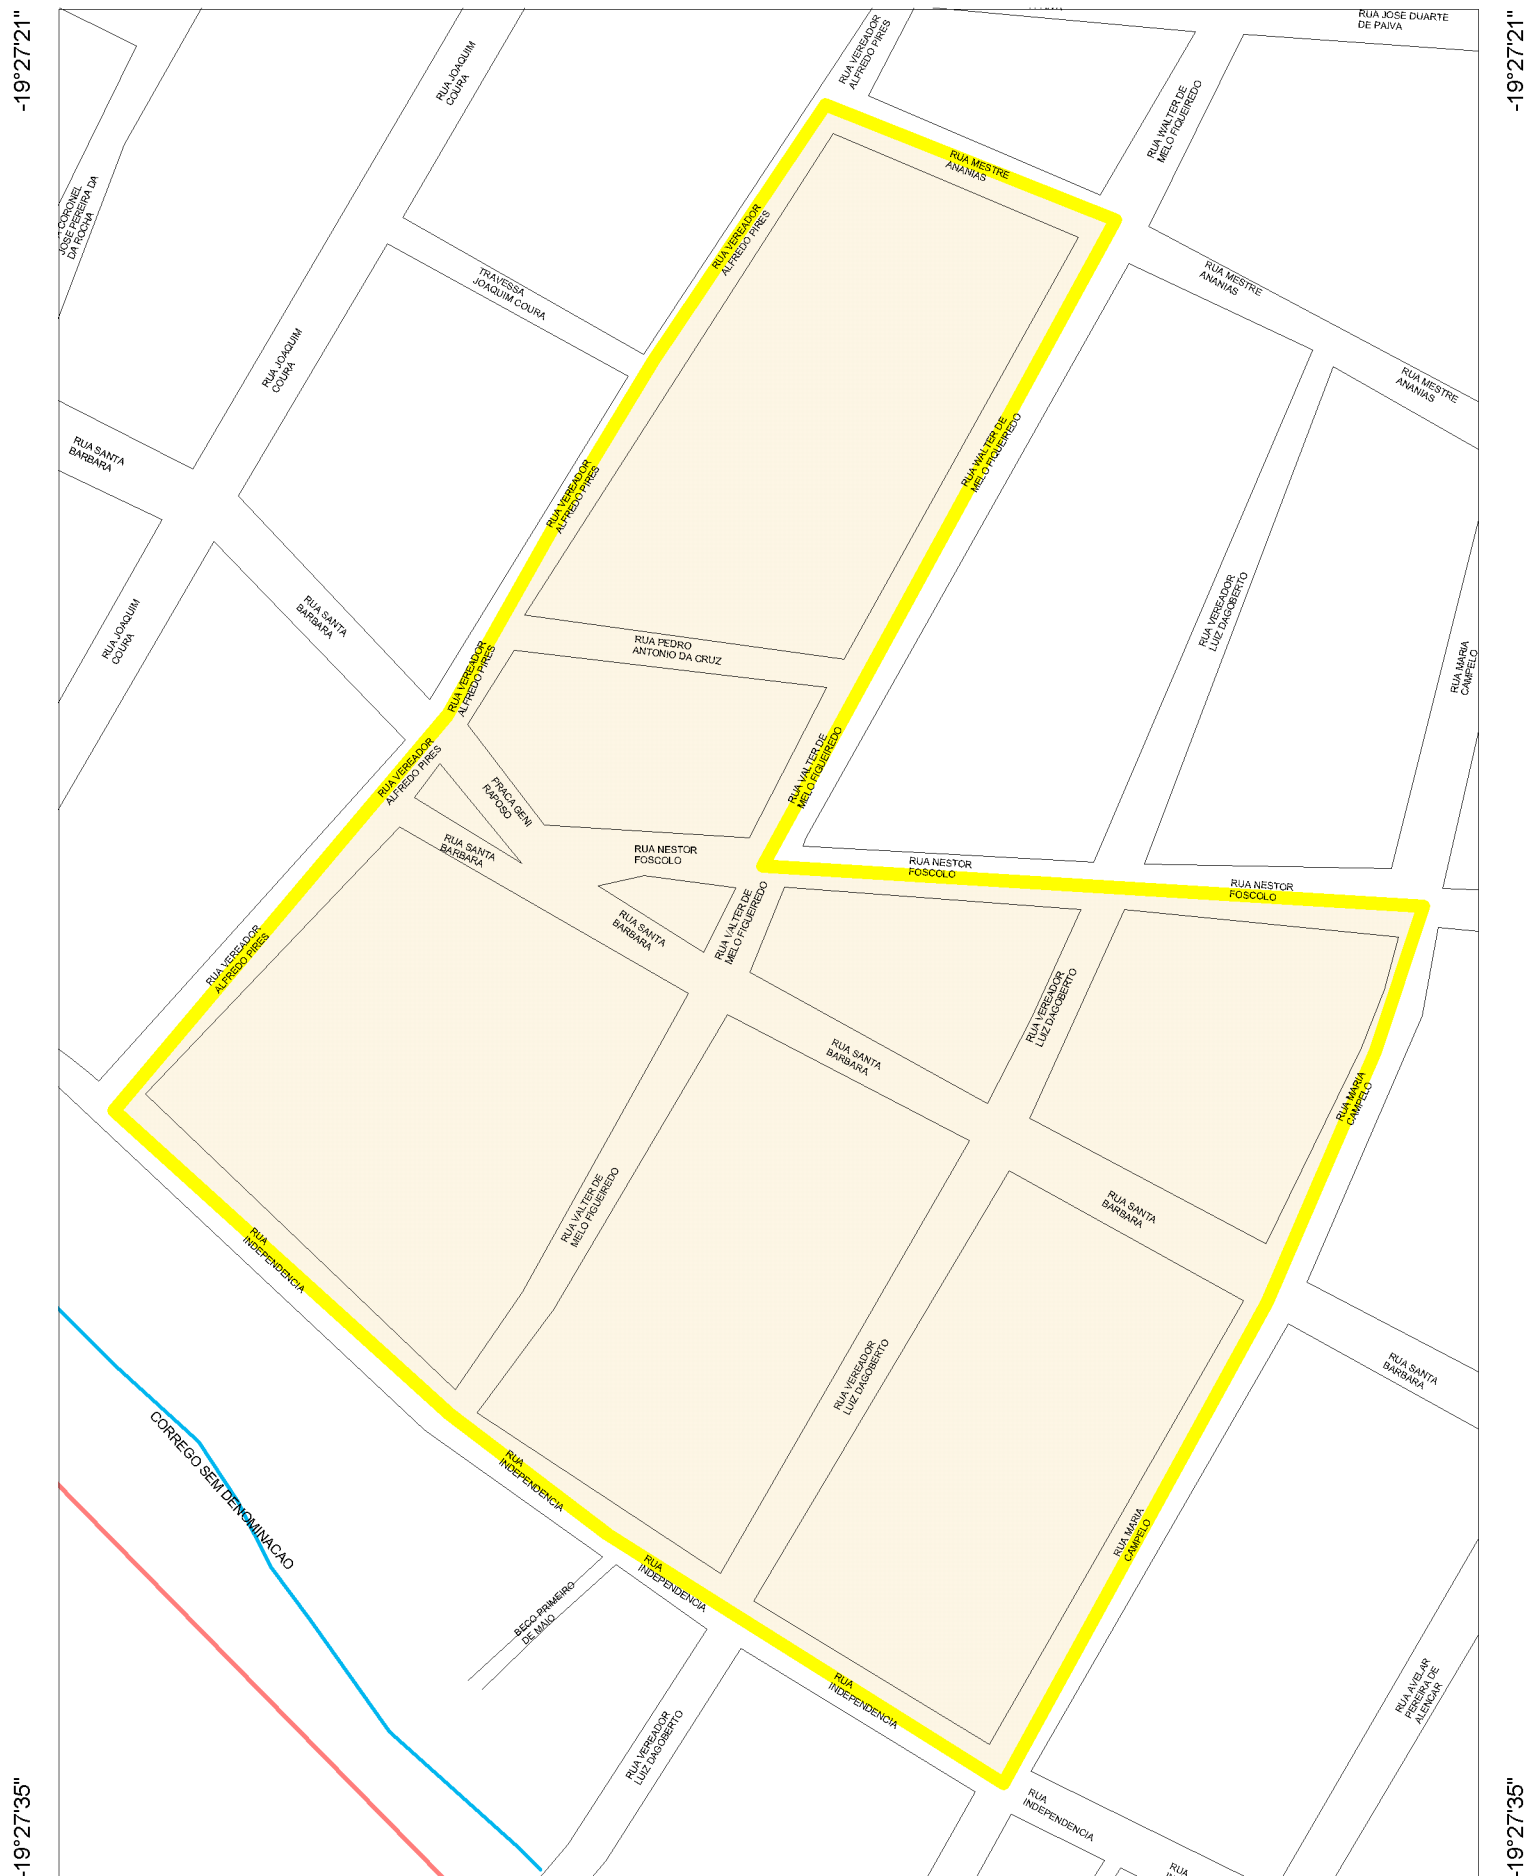 -19°27'21"
-19°27'21"
RUA JOSE DUARTE
DE PAIVA
RUA VEREADOR
ALFREDO PIRES
RUA JOAQUIM
COURA
RUA WALTER DE
MELO FIQUEIREDO
RUA MESTRE
ANANIAS
CORONEL
JOSE PEREIRA DA
DA ROCHA
RUA VEREADOR
ALFREDO PIRES
TRAVESSA
JOAQUIM COURA
RUA MESTRE
ANANIAS
RUA JOAQUIM
COURA
RUA MESTRE
ANANIAS
RUA SANTA
BARBARA
RUA WALTER DE
MELO FIQUEIREDO
RUA VEREADOR
ALFREDO PIRES
RUA SANTA
BARBARA
RUA JOAQUIM
COURA
RUA VEREADOR
LUIZ DAGOBERTO
RUA PEDRO
ANTONIO DA CRUZ
RUA MARIA
CAMPELO
RUA VEREADOR
ALFREDO PIRES
RUA VEREADOR
ALFREDO PIRES
RUA VALTER DE
MELO FIGUEIREDO
PRACA GENI
RAPOSO
RUA SANTA
BARBARA
RUA NESTOR
FOSCOLO
RUA NESTOR
FOSCOLO
RUA NESTOR
FOSCOLO
RUA SANTA
BARBARA
RUA VALTER DE
MELO FIGUEIREDO
RUA VEREADOR
ALFREDO PIRES
RUA VEREADOR
LUIZ DAGOBERTO
RUA SANTA
BARBARA
RUA MARIA
CAMPELO
RUA VALTER DE
MELO FIGUEIREDO
RUA SANTA
BARBARA
RUA
INDEPENDENCIA
RUA VEREADOR
LUIZ DAGOBERTO
RUA SANTA
BARBARA
CORREGO SEM DENOMINACAO
RUA
INDEPENDENCIA
RUA MARIA
CAMPELO
RUA
INDEPENDENCIA
BECO PRIMEIRO
DE MAIO
RUA
INDEPENDENCIA
RUA AVELAR
PEREIRA DE
ALENCAR
RUA VEREADOR
LUIZ DAGOBERTO
RUA
INDEPENDENCIA
RUA
-19°27'35"
-19°27'35"